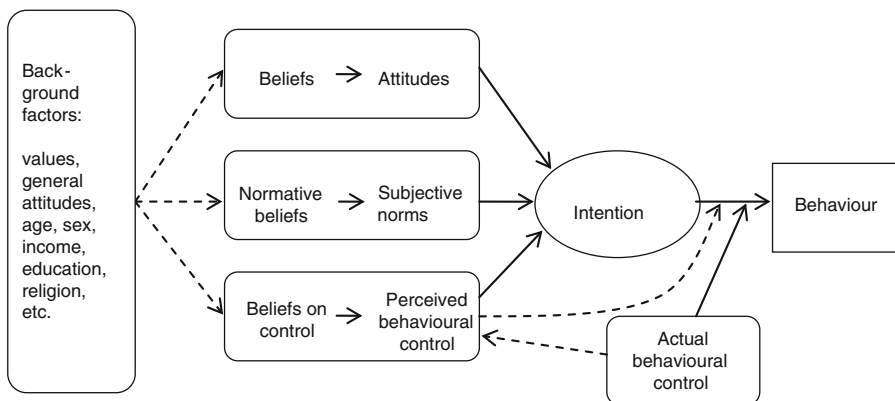 Back-
ground
factors:
values,
general
attitudes,
age, sex,
income,
education,
religion,
etc.
Beliefs
Attitudes
Normative
beliefs
Subjective
norms
Beliefs on
control
Perceived
behavioural
control
Intention
Behaviour
Actual
behavioural
control